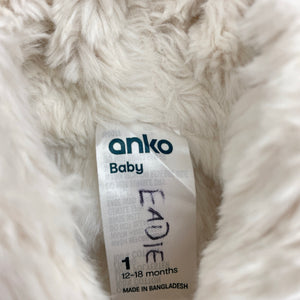 anko
Baby
EADIE
1
12-18 months
MADE IN BANGLADESH